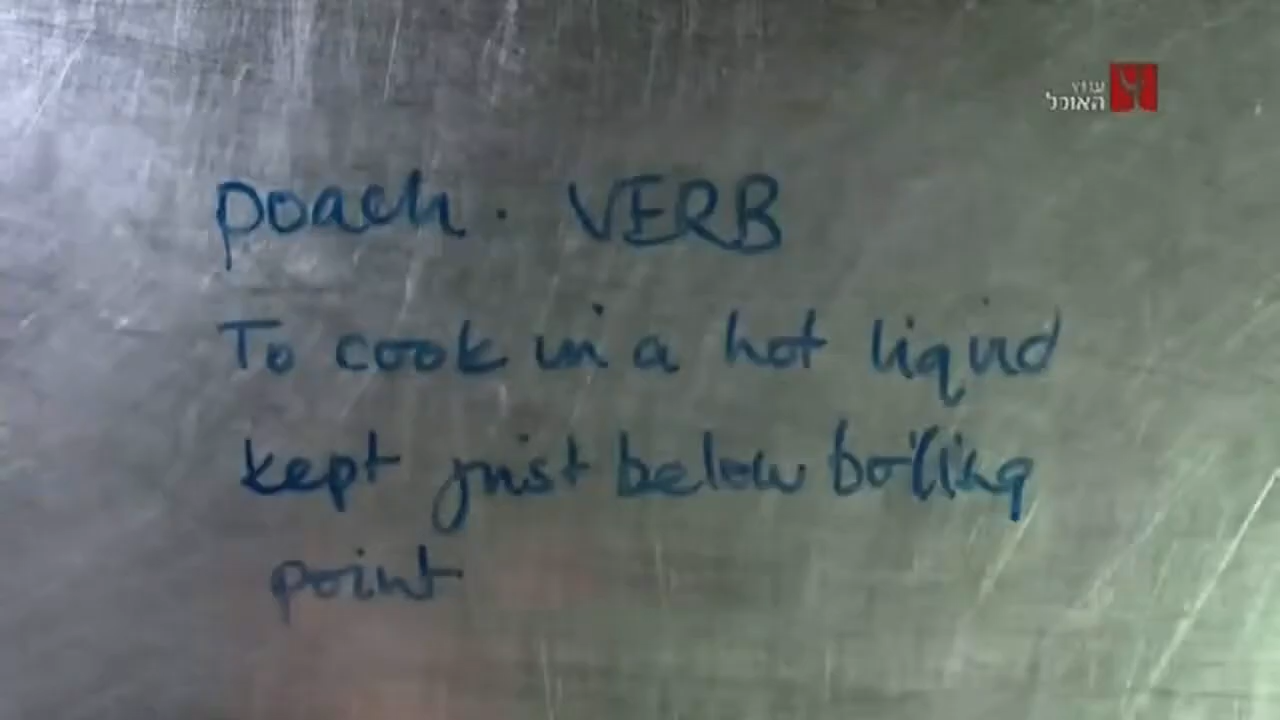 ערוץ
האוכל
poach. VERB
To cook in a hot liquid
kept just below boiling
point